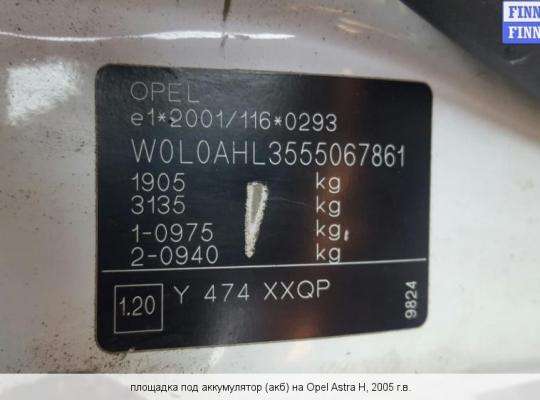 FINN
FINN
OPEL
e1*2001/116*0293
W0L0AHL3555067861
1905 kg
3135 kg
1-0975 kg
2-0940 kg
1.20 Y 474 XXQP
9824
площадка под аккумулятор (акб) на Opel Astra H, 2005 г.в.